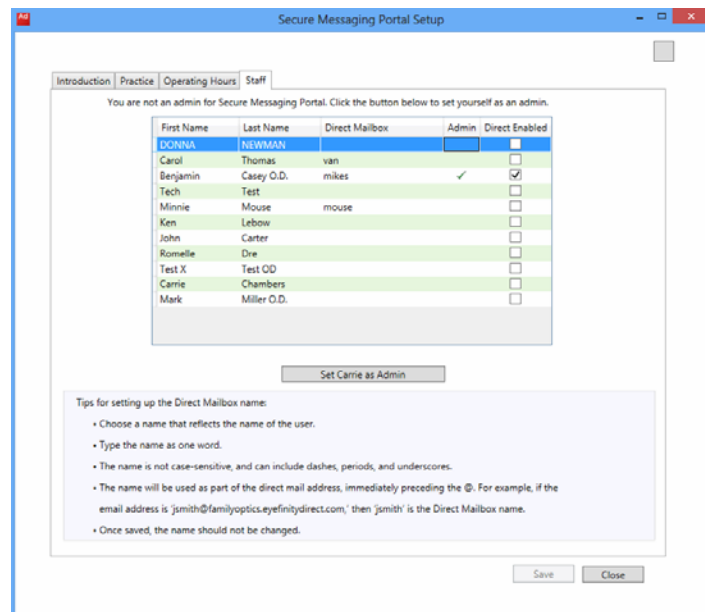 Ad
Secure Messaging Portal Setup
Introduction Practice Operating Hours Staff
You are not an admin for Secure Messaging Portal. Click the button below to set yourself as an admin.
First Name Last Name Direct Mailbox Admin Direct Enabled
DONNA NEWMAN
Carol Thomas van
Benjamin Casey O.D. mikes
Tech Test
Minnie Mouse mouse
Ken Lebow
John Carter
Romelle Dre
Test X Test OD
Carrie Chambers
Mark Miller O.D.
Set Carrie as Admin
Tips for setting up the Direct Mailbox name:
• Choose a name that reflects the name of the user.
• Type the name as one word.
• The name is not case-sensitive, and can include dashes, periods, and underscores.
• The name will be used as part of the direct mail address, immediately preceding the @. For example, if the
email address is 'jsmith@familyoptics.eyefinitydirect.com,' then 'jsmith' is the Direct Mailbox name.
• Once saved, the name should not be changed.
Save Close